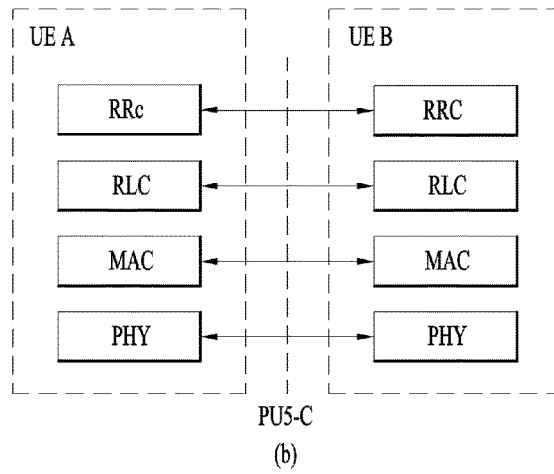 UE A UE B
RRc RRC
RLC RLC
MAC MAC
PHY PHY
PU5-C
(b)